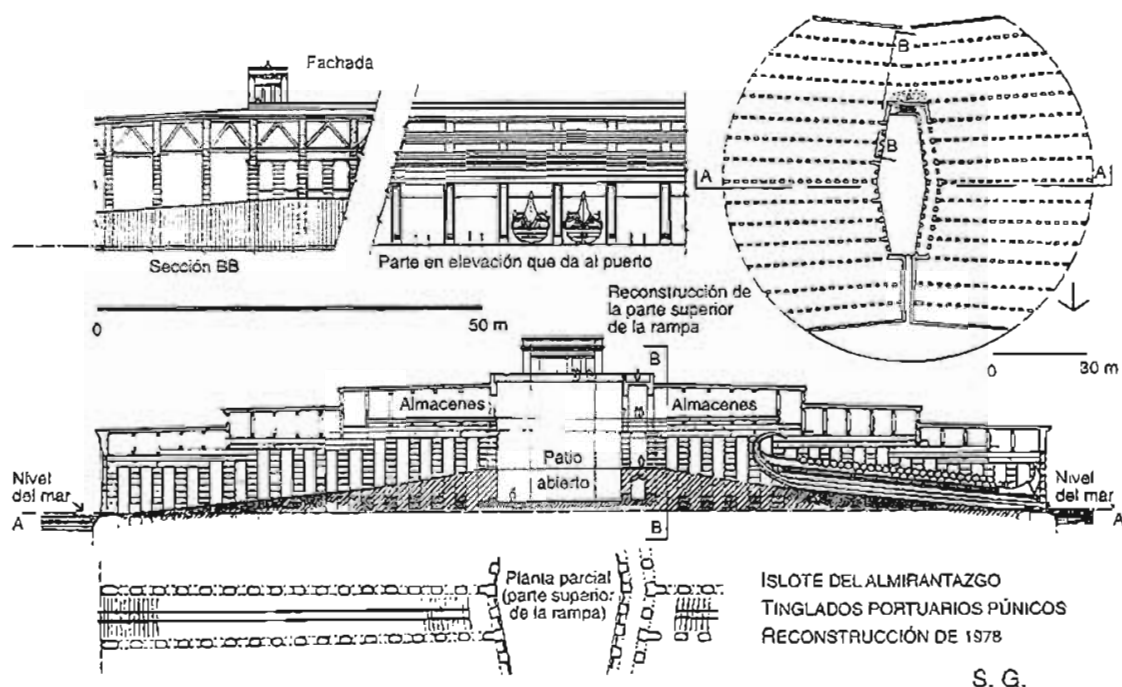 Fachada
B
B
A
A
Sección BB
Parte en elevación que da al puerto
0
50 m
Reconstrucción de
la parte superior
de la rampa
0
30 m
B
Almacenes
Almacenes
Patio
abierto
Nivel
del mar
A
Nivel
del mar
A
B
Planta parcial
(parte superior
de la rampa)
ISLOTE DEL ALMIRANTAZGO
TINGLADOS PORTUARIOS PÚNICOS
RECONSTRUCCIÓN DE 1978
S. G.